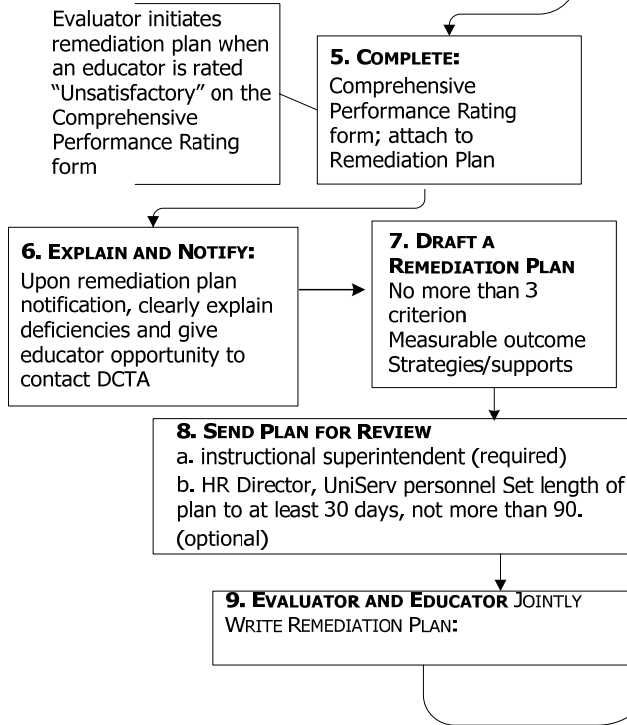 Evaluator initiates
remediation plan when
an educator is rated
“Unsatisfactory” on the
Comprehensive
Performance Rating
form
5. COMPLETE:
Comprehensive
Performance Rating
form; attach to
Remediation Plan
6. EXPLAIN AND NOTIFY:
Upon remediation plan
notification, clearly explain
deficiencies and give
educator opportunity to
contact DCTA
7. DRAFT A
REMEDIATION PLAN
No more than 3
criterion
Measurable outcome
Strategies/supports
8. SEND PLAN FOR REVIEW
a. instructional superintendent (required)
b. HR Director, UniServ personnel Set length of
plan to at least 30 days, not more than 90.
(optional)
9. EVALUATOR AND EDUCATOR JOINTLY
WRITE REMEDIATION PLAN: